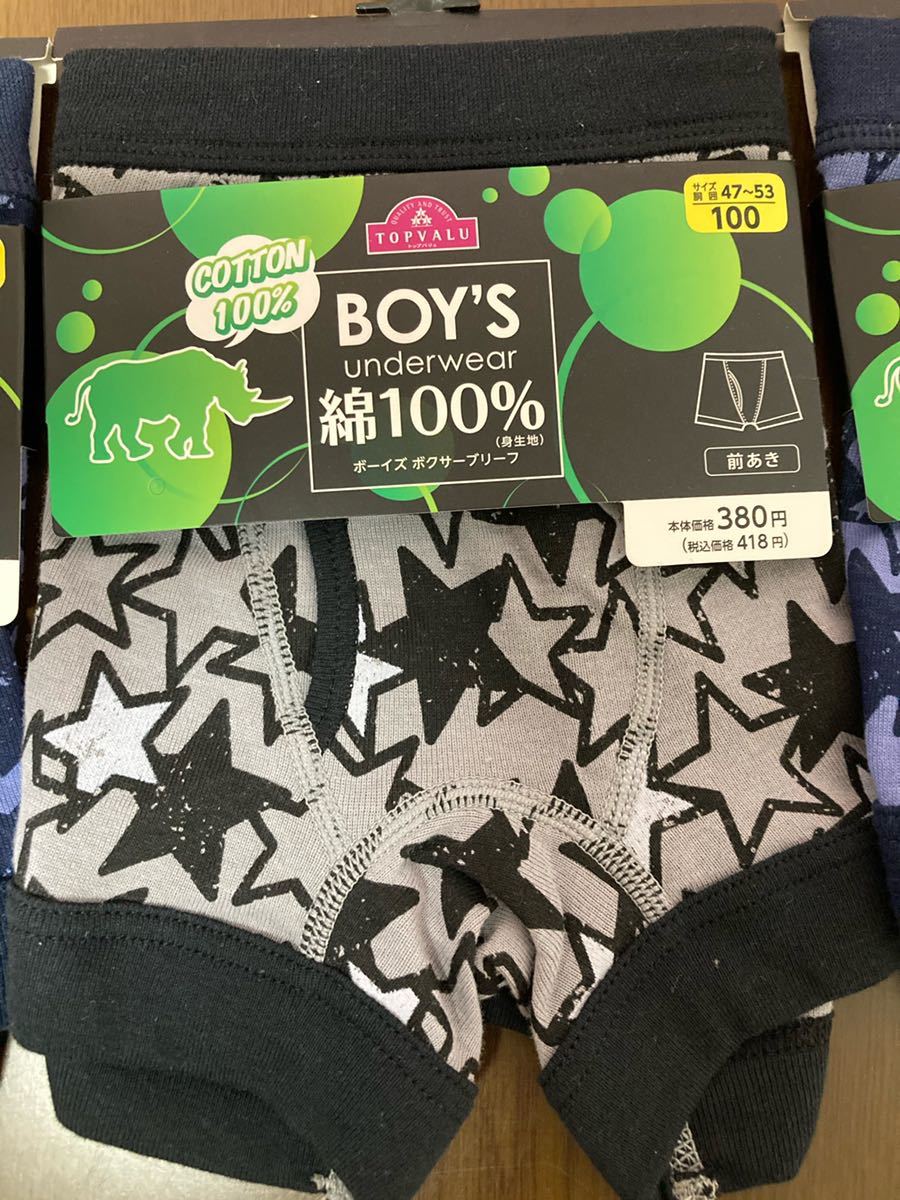 QUALITY AND TRUST
TOPVALU
トップバリュ
サイズ
胴囲 47~53
100
COTTON
100%
BOY'S
underwear
綿100%
(身生地)
ボーイズ ボクサーブリーフ
前あき
本体価格 380円
(税込価格 418円)